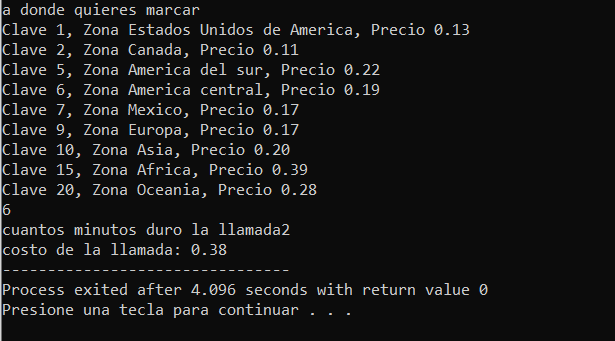 a donde quieres marcar
Clave 1, Zona Estados Unidos de America, Precio 0.13
Clave 2, Zona Canada, Precio 0.11
Clave 5, Zona America del sur, Precio 0.22
Clave 6, Zona America central, Precio 0.19
Clave 7, Zona Mexico, Precio 0.17
Clave 9, Zona Europa, Precio 0.17
Clave 10, Zona Asia, Precio 0.20
Clave 15, Zona Africa, Precio 0.39
Clave 20, Zona Oceania, Precio 0.28
6
cuantos minutos duro la llamada2
costo de la llamada: 0.38
--------------------------------
Process exited after 4.096 seconds with return value 0
Presione una tecla para continuar . . .